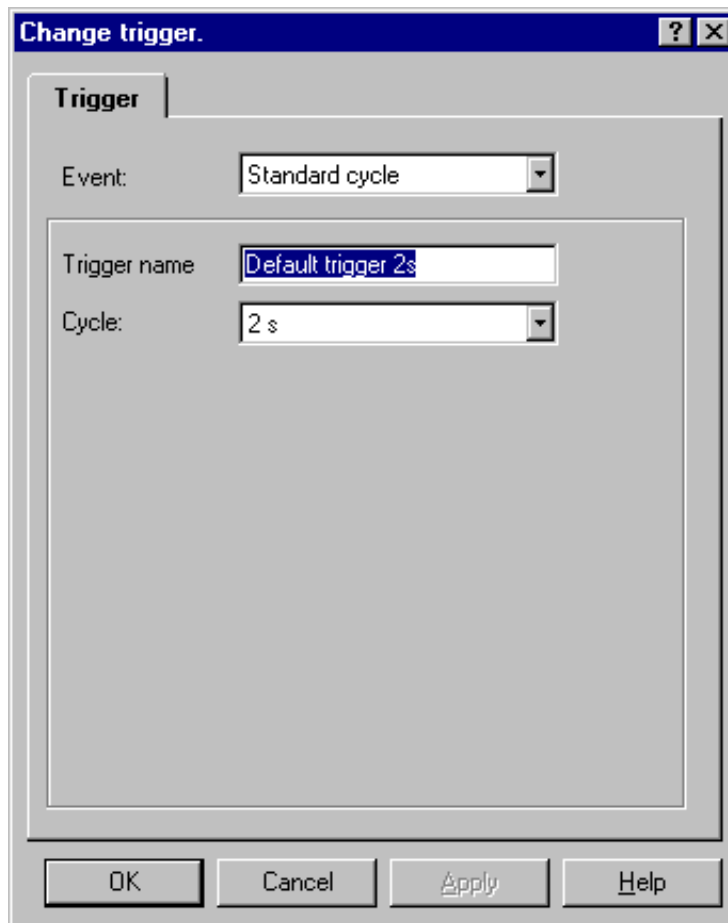 Change trigger.
Trigger
Event: Standard cycle
Trigger name Default trigger 2s
Cycle: 2 s
OK Cancel Apply Help